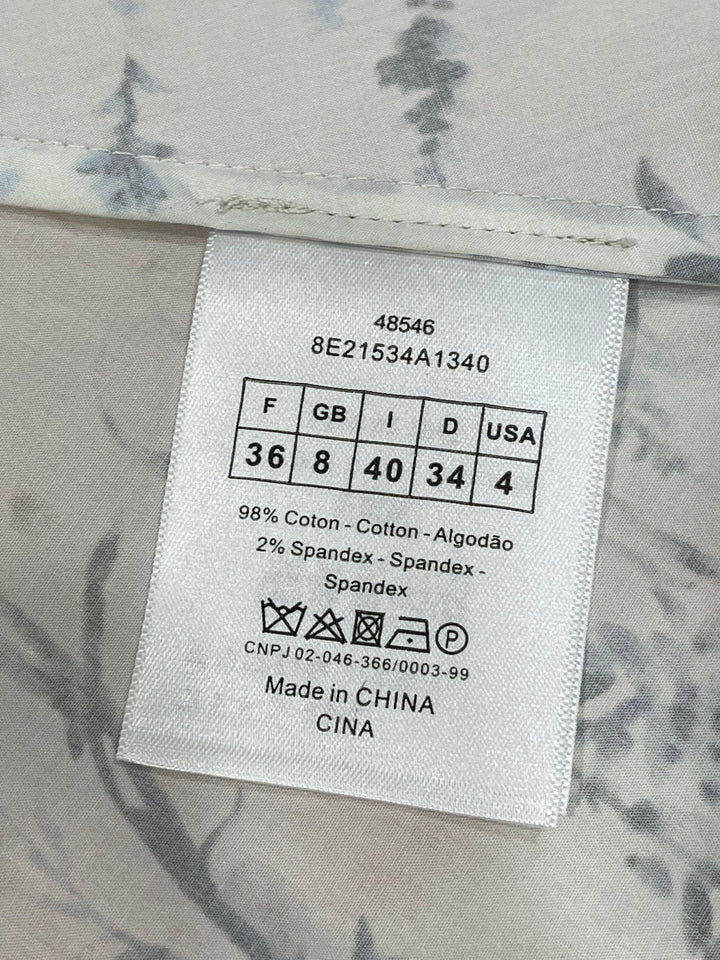 48546
8E21534A1340
F GB I D USA
36 8 40 34 4
98% Coton - Cotton - Algodão
2% Spandex - Spandex -
Spandex
P
CNPJ 02-046-366/0003-99
Made in CHINA
CINA